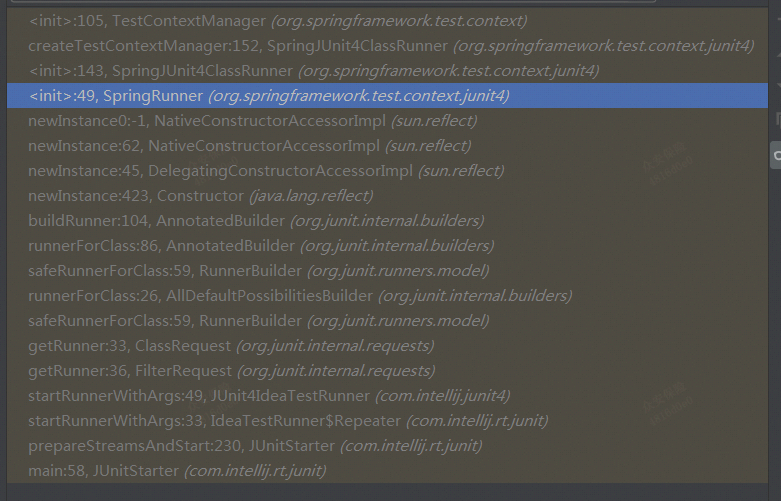 <init>:105, TestContextManager (org.springframework.test.context)
createTestContextManager:152, SpringJUnit4ClassRunner (org.springframework.test.context.junit4)
<init>:143, SpringJUnit4ClassRunner (org.springframework.test.context.junit4)
<init>:49, SpringRunner (org.springframework.test.context.junit4)
newInstance0:-1, NativeConstructorAccessorImpl (sun.reflect)
newInstance:62, NativeConstructorAccessorImpl (sun.reflect)
newInstance:45, DelegatingConstructorAccessorImpl (sun.reflect)
newInstance:423, Constructor (java.lang.reflect)
buildRunner:104, AnnotatedBuilder (org.junit.internal.builders)
runnerForClass:86, AnnotatedBuilder (org.junit.internal.builders)
safeRunnerForClass:59, RunnerBuilder (org.junit.runners.model)
runnerForClass:26, AllDefaultPossibilitiesBuilder (org.junit.internal.builders)
safeRunnerForClass:59, RunnerBuilder (org.junit.runners.model)
getRunner:33, ClassRequest (org.junit.internal.requests)
getRunner:36, FilterRequest (org.junit.internal.requests)
startRunnerWithArgs:49, JUnit4IdeaTestRunner (com.intellij.junit4)
startRunnerWithArgs:33, IdeaTestRunner$Repeater (com.intellij.rt.junit)
prepareStreamsAndStart:230, JUnitStarter (com.intellij.rt.junit)
main:58, JUnitStarter (com.intellij.rt.junit)